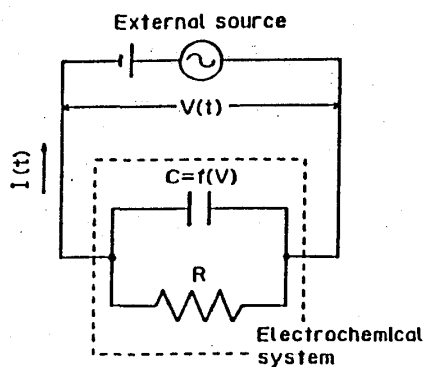 External source
V(t)
I(t)
C=f(V)
R
Electrochemical
system